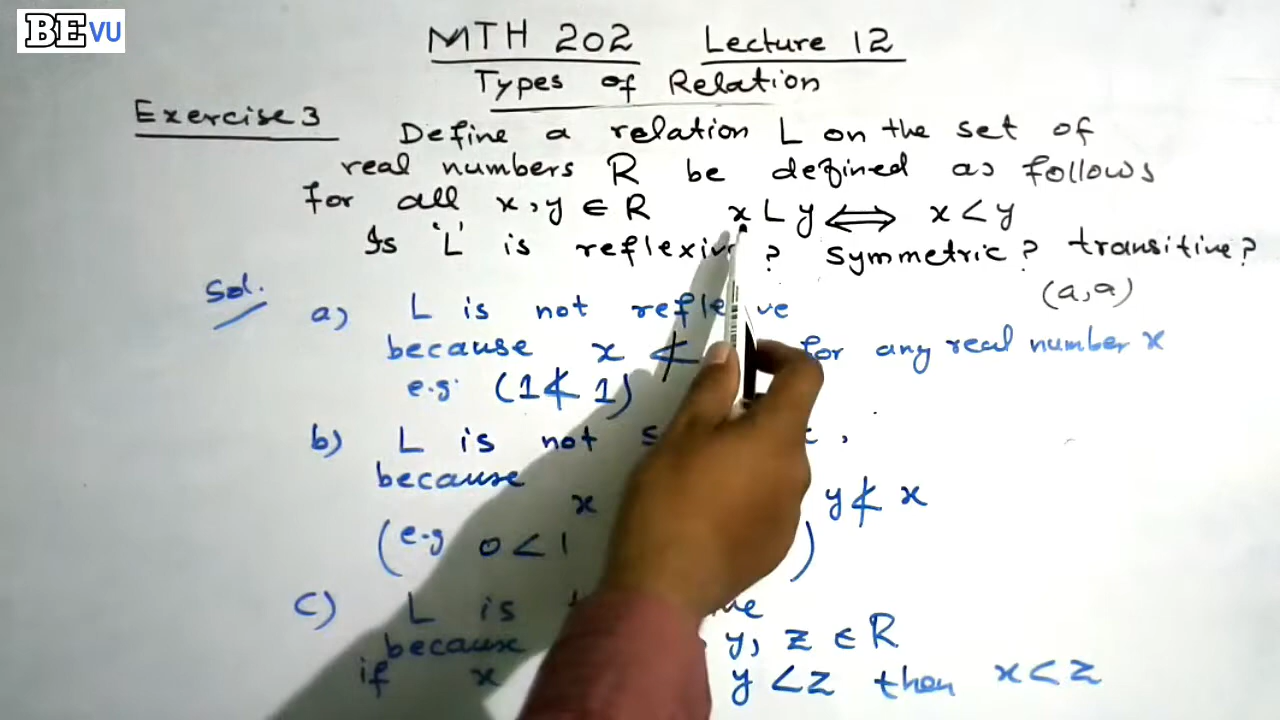 BEVU
MTH 202 Lecture 12
Types of Relation
Exercise 3
Define a relation L on the set of
real numbers R be defined as follows
for all x, y ∈ R x L y ⟺ x < y
Is 'L' is reflexive? symmetric? transitive?
(a,a)
Sol.
a) L is not reflexive
because x ≮ for any real number x
e.g. (1 ≮ 1)
b) L is not
because
x y ≮ x
(e.g 0 < 1 )
c) L is
because y, z ∈ R
if x y < z then x < z